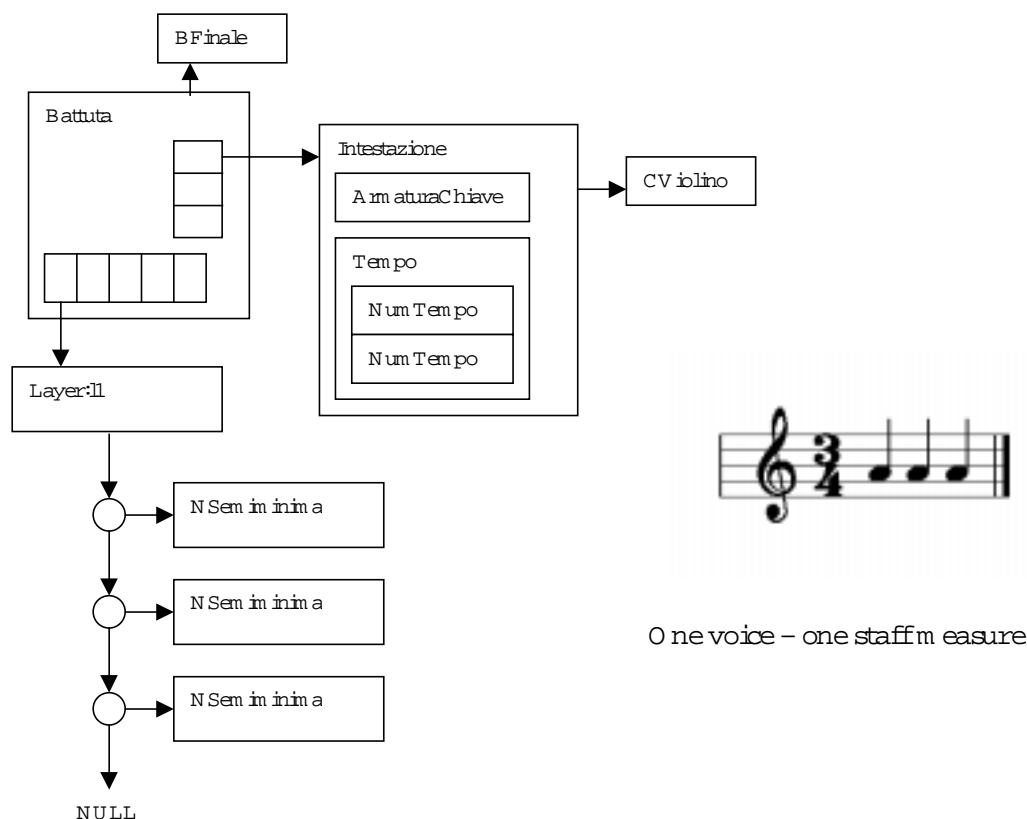 BFinale
Battuta
Intestazione
ArmaturaChiave
CViolino
Tempo
NumTempo
NumTempo
Layer:l1
3
4
NSemiminima
One voice – one staff measure
NSemiminima
NSemiminima
NULL